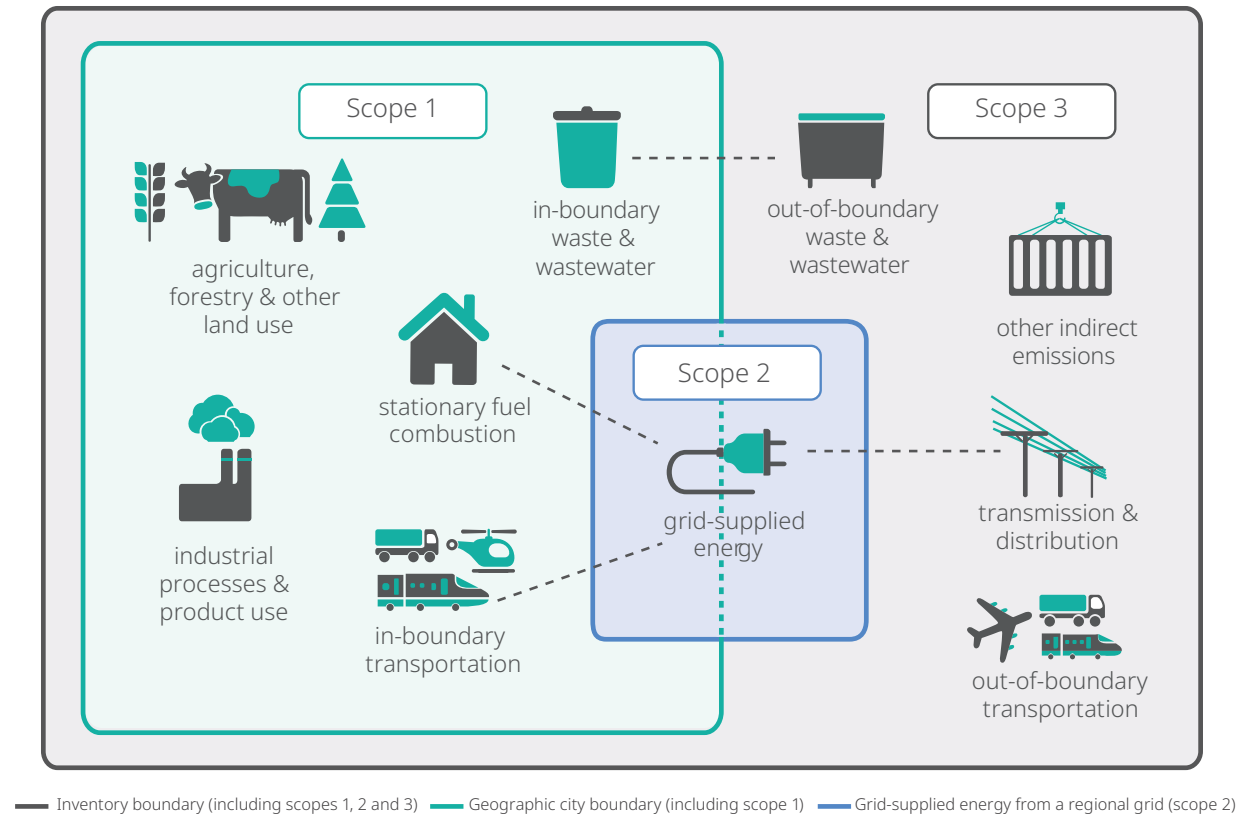 Scope 1
Scope 3
in-boundary
waste &
wastewater
out-of-boundary
waste &
wastewater
agriculture,
forestry & other
land use
other indirect
emissions
Scope 2
stationary fuel
combustion
grid-supplied
energy
transmission &
distribution
industrial
processes &
product use
in-boundary
transportation
out-of-boundary
transportation
Inventory boundary (including scopes 1, 2 and 3)
Geographic city boundary (including scope 1)
Grid-supplied energy from a regional grid (scope 2)